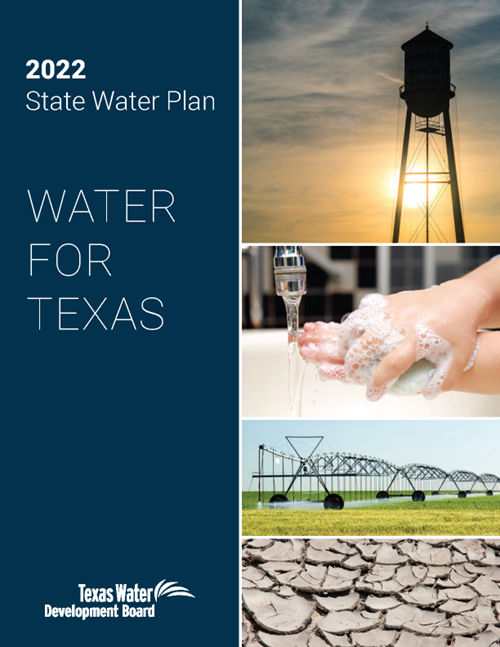 2022
State Water Plan
WATER
FOR
TEXAS
Texas Water
Development Board